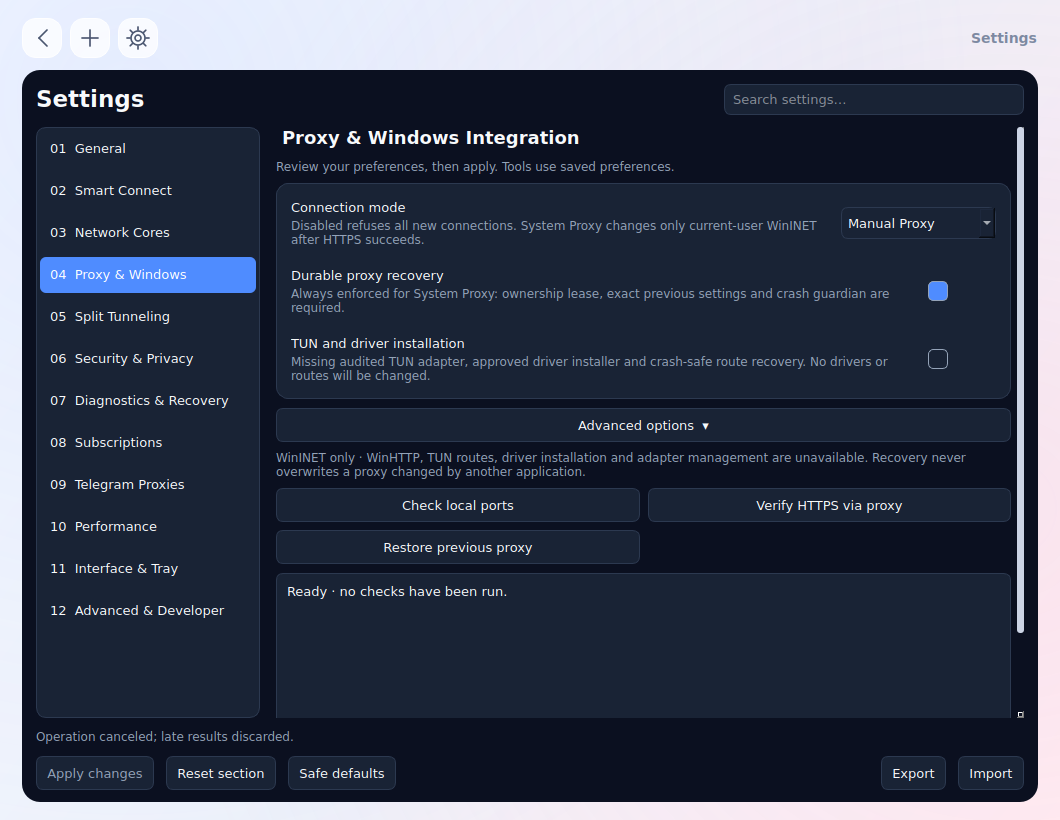 Settings
Settings
Search settings...
01 General
02 Smart Connect
03 Network Cores
04 Proxy & Windows
05 Split Tunneling
06 Security & Privacy
07 Diagnostics & Recovery
08 Subscriptions
09 Telegram Proxies
10 Performance
11 Interface & Tray
12 Advanced & Developer
Proxy & Windows Integration
Review your preferences, then apply. Tools use saved preferences.
Connection mode
Disabled refuses all new connections. System Proxy changes only current-user WinINET
after HTTPS succeeds.
Manual Proxy
Durable proxy recovery
Always enforced for System Proxy: ownership lease, exact previous settings and crash guardian are
required.
TUN and driver installation
Missing audited TUN adapter, approved driver installer and crash-safe route recovery. No drivers or
routes will be changed.
Advanced options ▾
WinINET only · WinHTTP, TUN routes, driver installation and adapter management are unavailable. Recovery never
overwrites a proxy changed by another application.
Check local ports
Verify HTTPS via proxy
Restore previous proxy
Ready · no checks have been run.
Operation canceled; late results discarded.
Apply changes
Reset section
Safe defaults
Export
Import